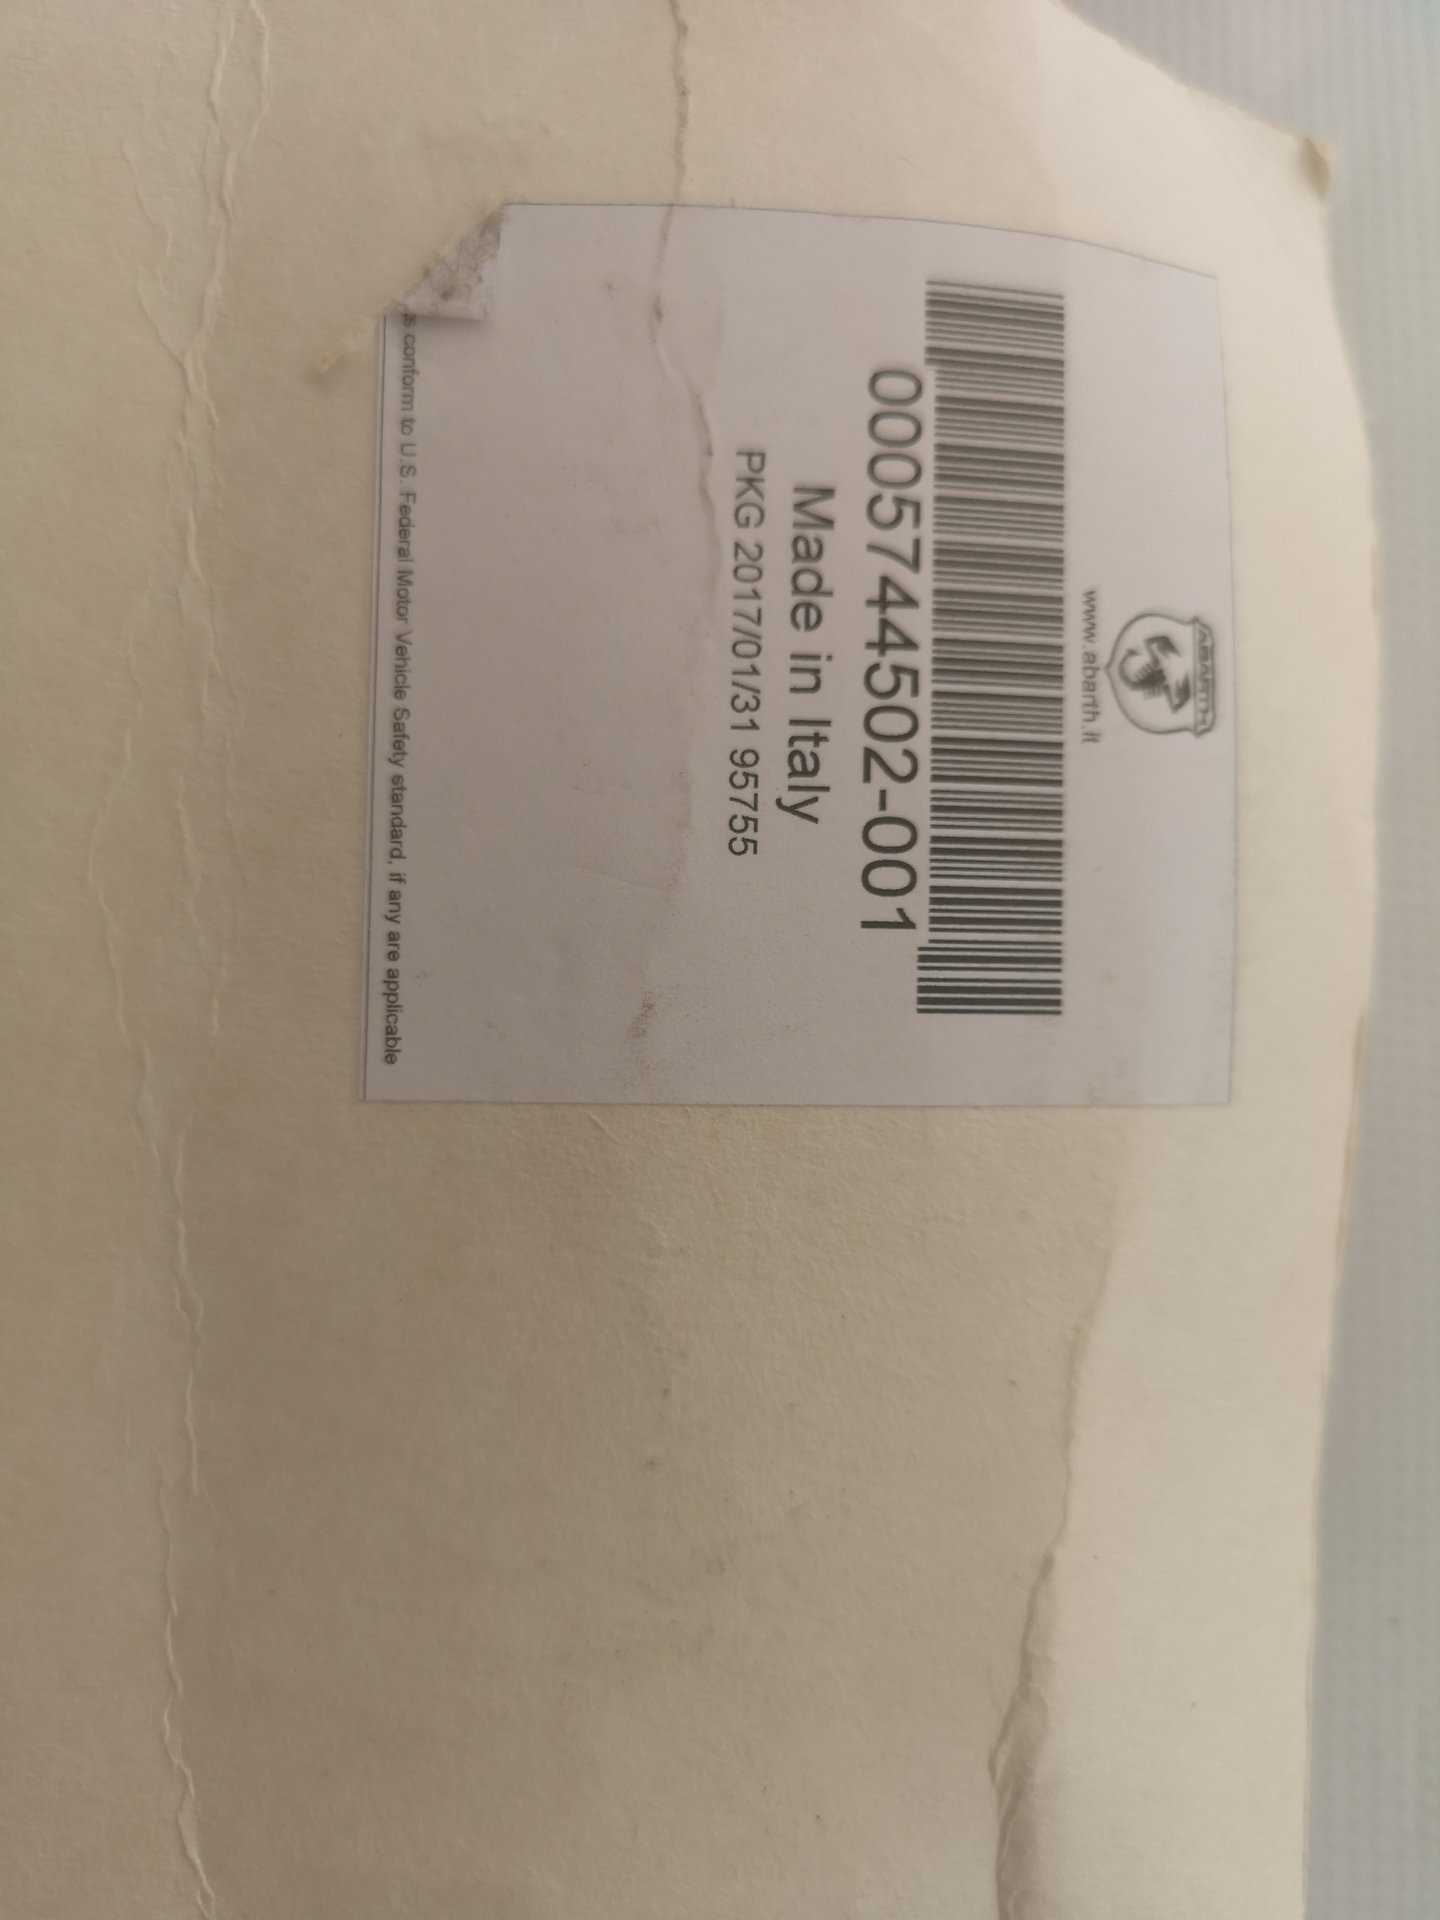 ABARTH
www.abarth.it
0005744502-001
Made in Italy
PKG 2017/01/31 95755
conform to U.S. Federal Motor Vehicle Safety standard, if any are applicable